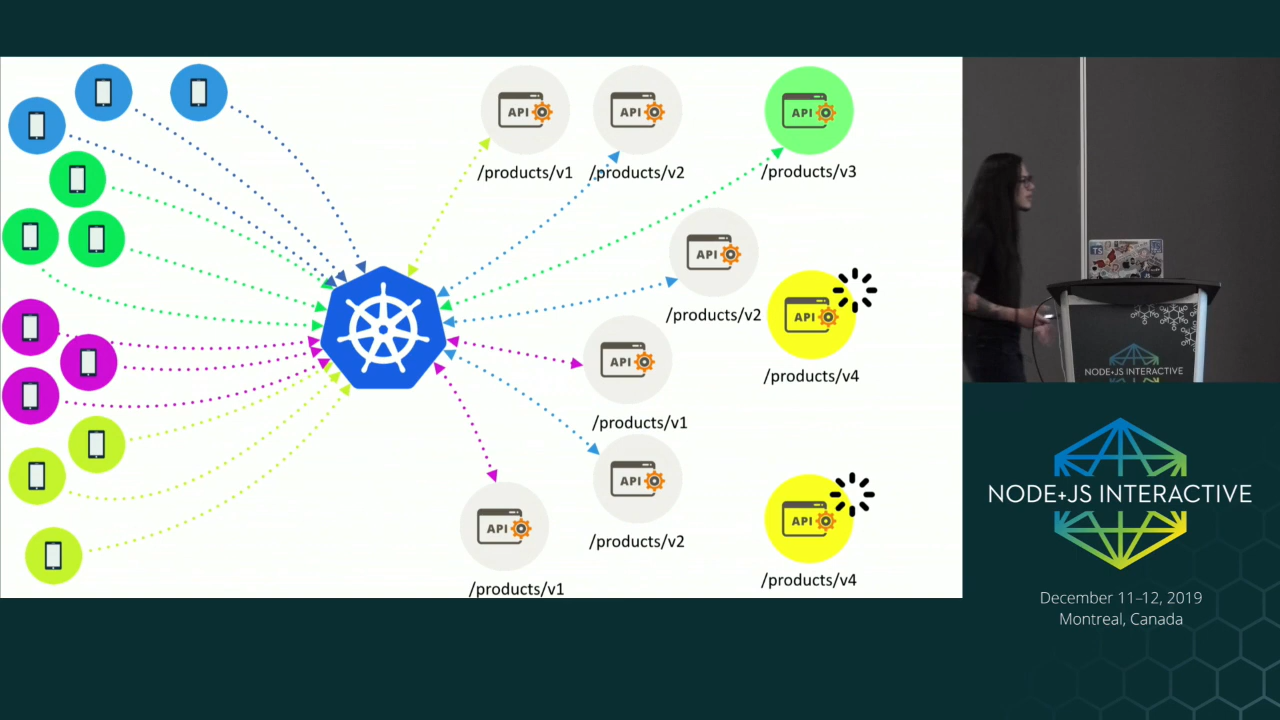 API
API
API
/products/v1
/products/v2
/products/v3
API
/products/v2
API
/products/v4
API
/products/v1
API
/products/v2
API
/products/v1
API
/products/v4
NODE+JS INTERACTIVE
NODE+JS INTERACTIVE
December 11–12, 2019
Montreal, Canada